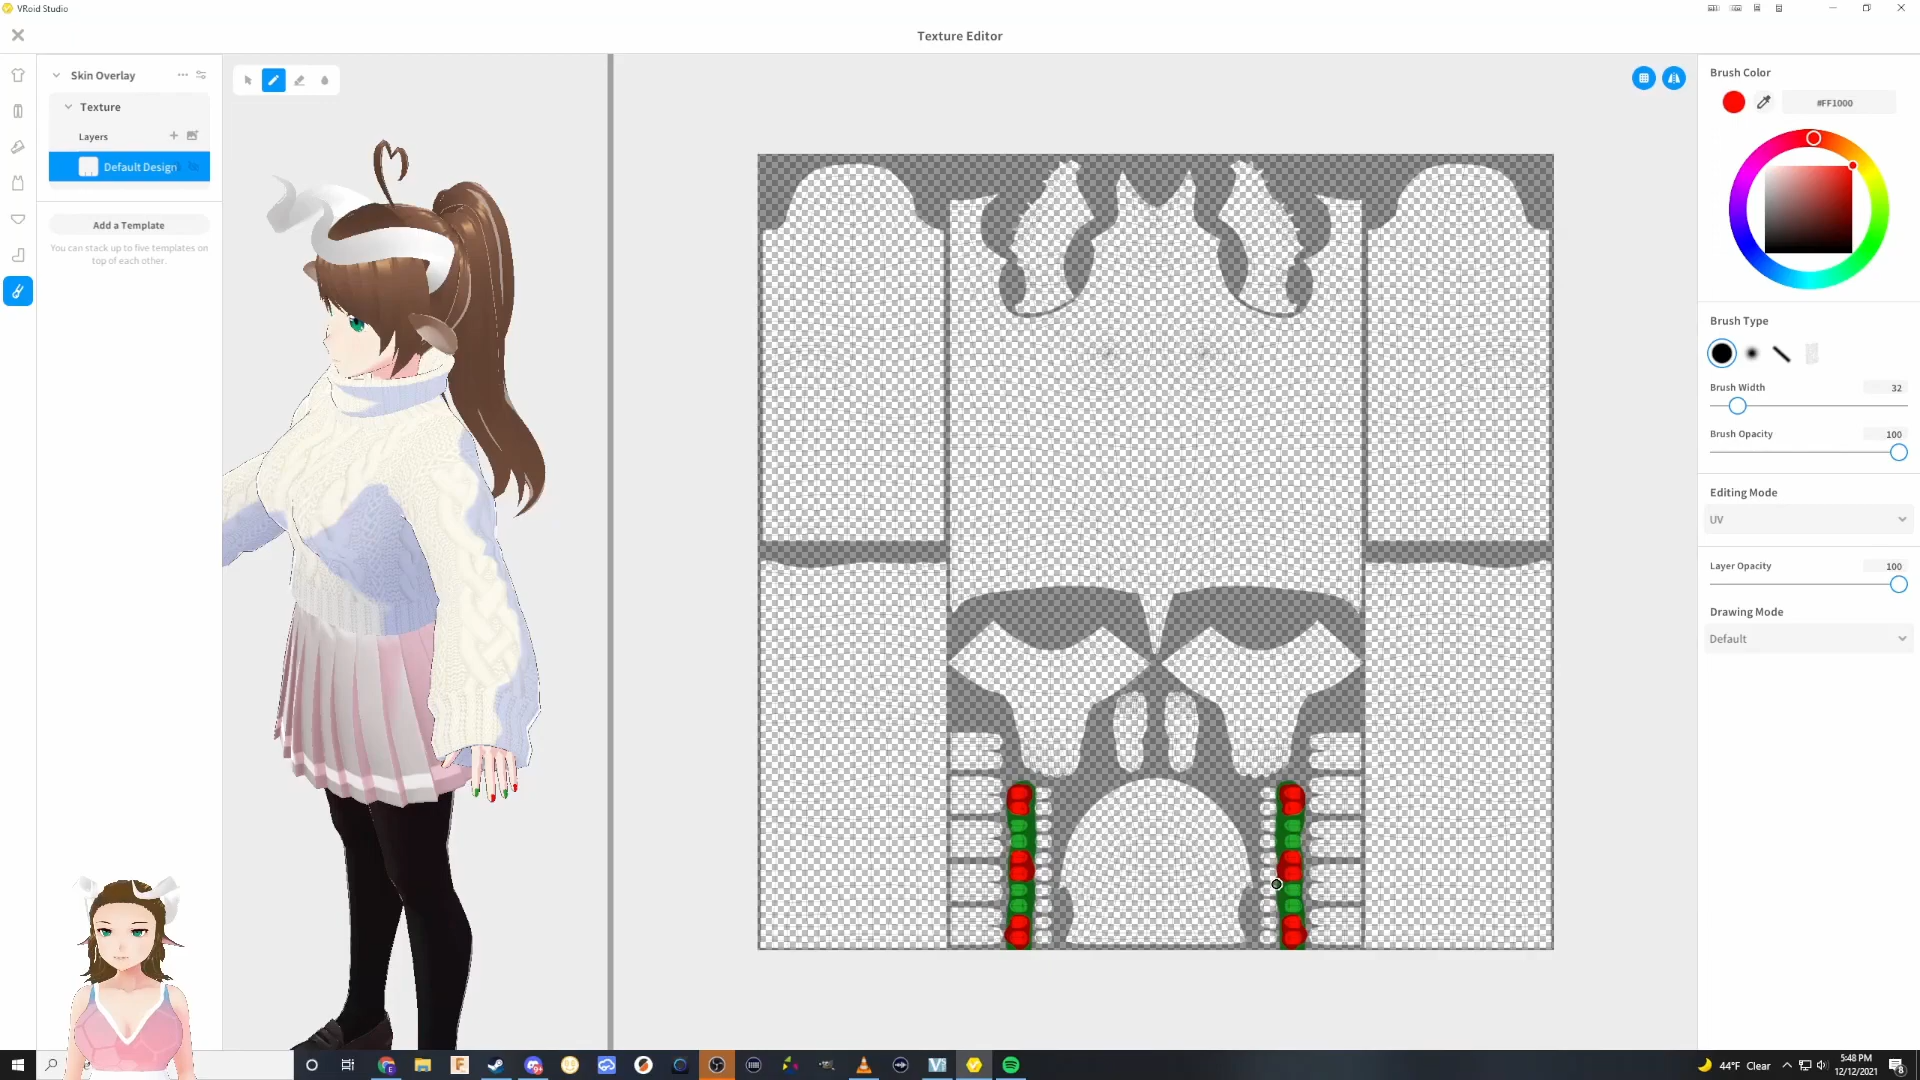 VRoid Studio
Texture Editor
Skin Overlay
Texture
Layers
Default Design
Add a Template
You can stack up to five templates on
top of each other.
Brush Color
#FF1000
Brush Type
Brush Width
32
Brush Opacity
100
Editing Mode
UV
Layer Opacity
100
Drawing Mode
Default
44°F Clear
5:48 PM
12/12/2021